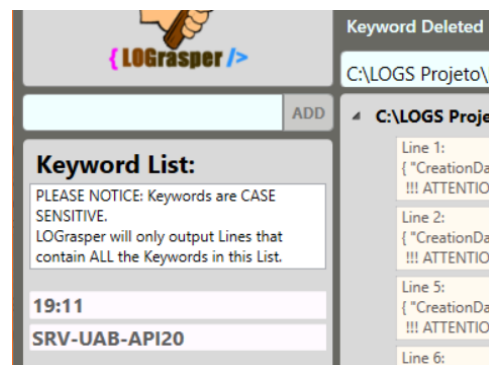 { LOGrasper />
ADD
Keyword List:
PLEASE NOTICE: Keywords are CASE
SENSITIVE.
LOGrasper will only output Lines that
contain ALL the Keywords in this List.
19:11
SRV-UAB-API20
Keyword Deleted
C:\LOGS Projeto\
C:\LOGS Proje
Line 1:
{ "CreationDa
!!! ATTENTIO
Line 2:
{ "CreationDa
!!! ATTENTIO
Line 5:
{ "CreationDa
!!! ATTENTIO
Line 6: